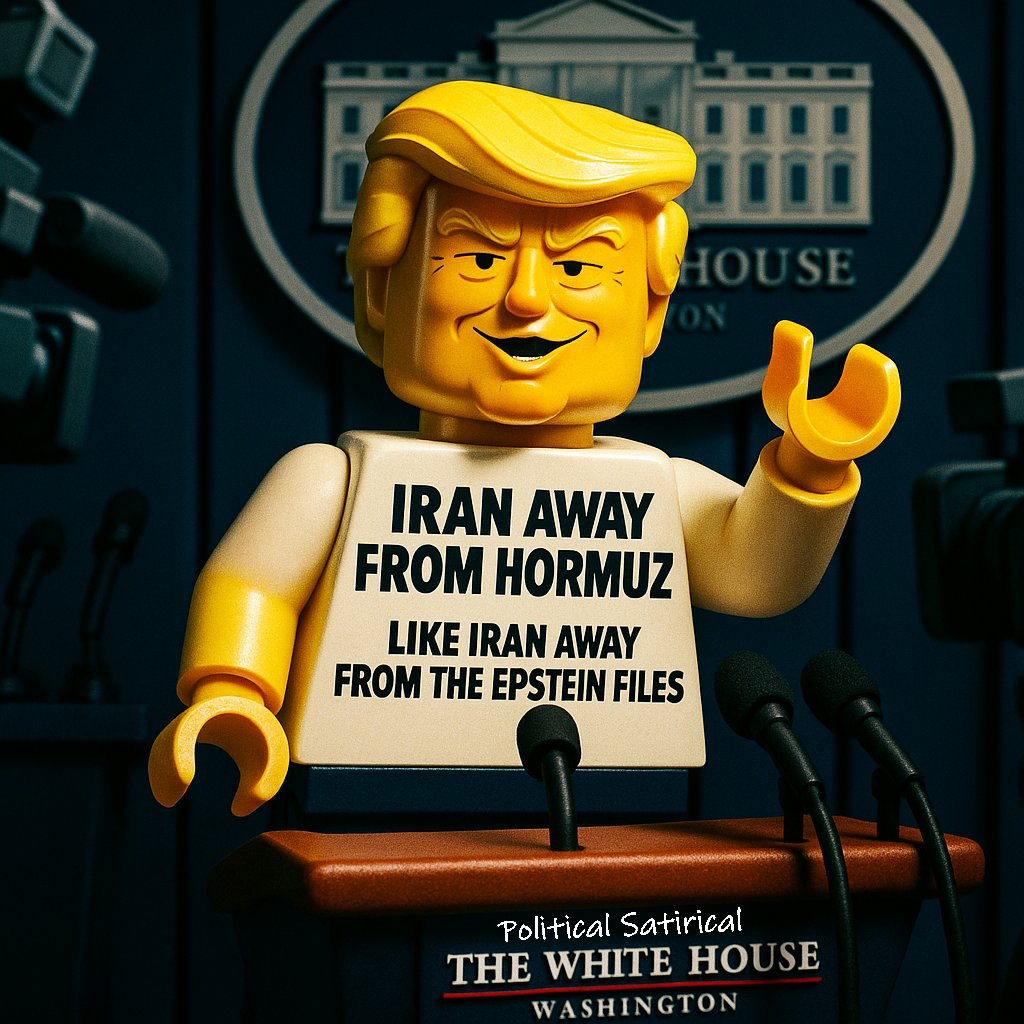 HOUSE
IRAN AWAY
FROM HORMUZ
LIKE IRAN AWAY
FROM THE EPSTEIN FILES
Political Satirical
THE WHITE HOUSE
WASHINGTON